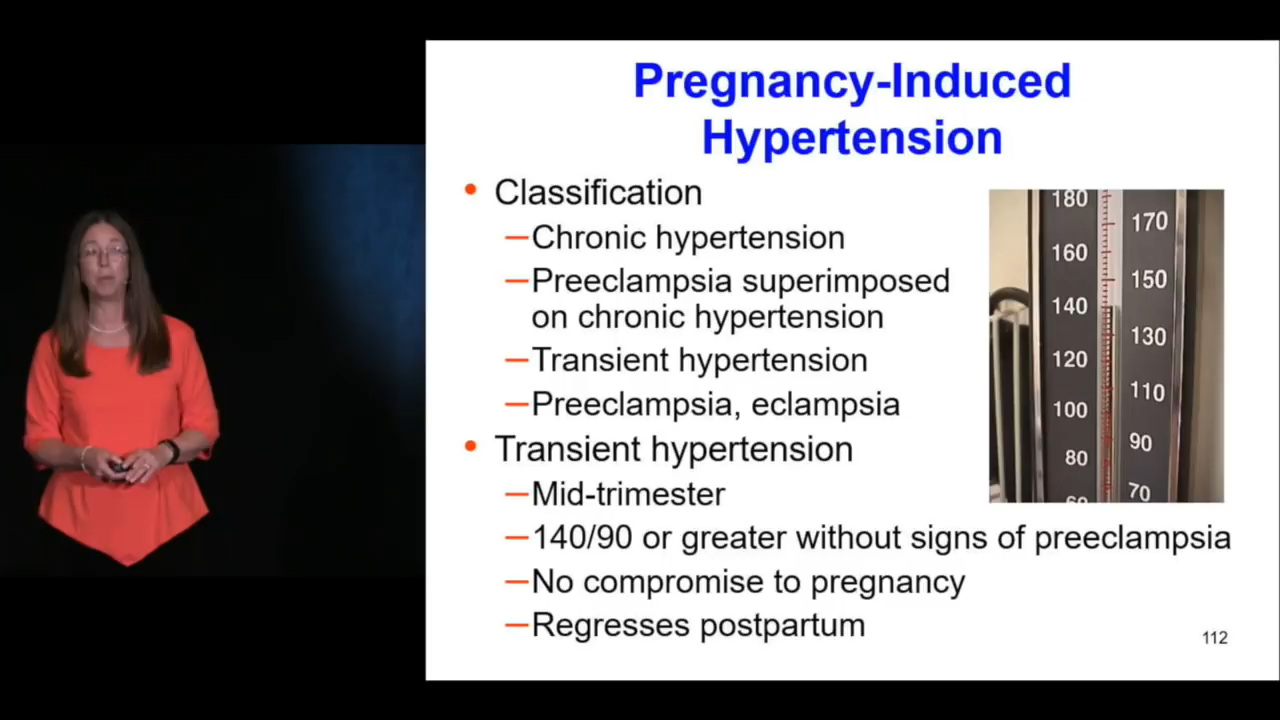 Pregnancy-Induced
Hypertension
• Classification
–Chronic hypertension
–Preeclampsia superimposed
on chronic hypertension
–Transient hypertension
–Preeclampsia, eclampsia
• Transient hypertension
–Mid-trimester
–140/90 or greater without signs of preeclampsia
–No compromise to pregnancy
–Regresses postpartum
180
170
160
150
140
130
120
110
100
90
80
70
112